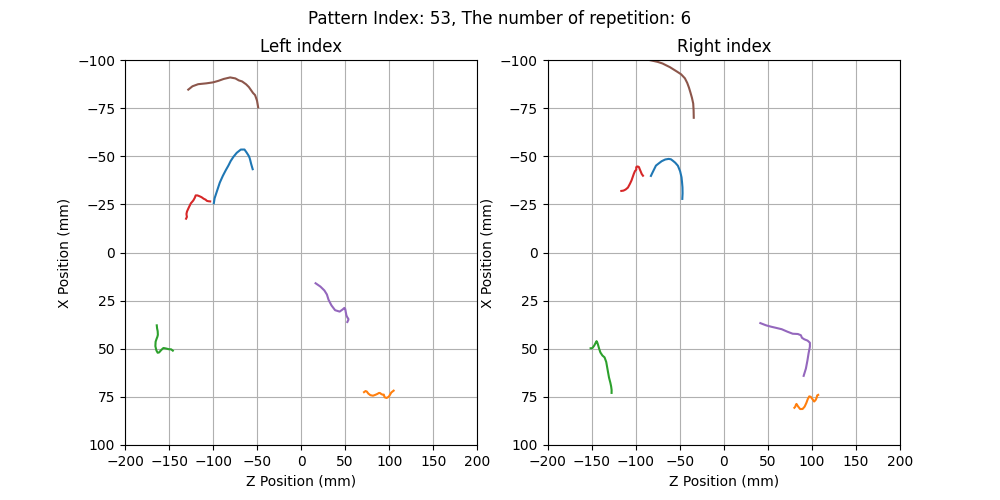 Pattern Index: 53, The number of repetition: 6
Left index
Right index
−100
−75
−50
−25
0
25
50
75
100
−200 −150 −100 −50 0 50 100 150 200
Z Position (mm)
X Position (mm)
−100
−75
−50
−25
0
25
50
75
100
−200 −150 −100 −50 0 50 100 150 200
Z Position (mm)
X Position (mm)